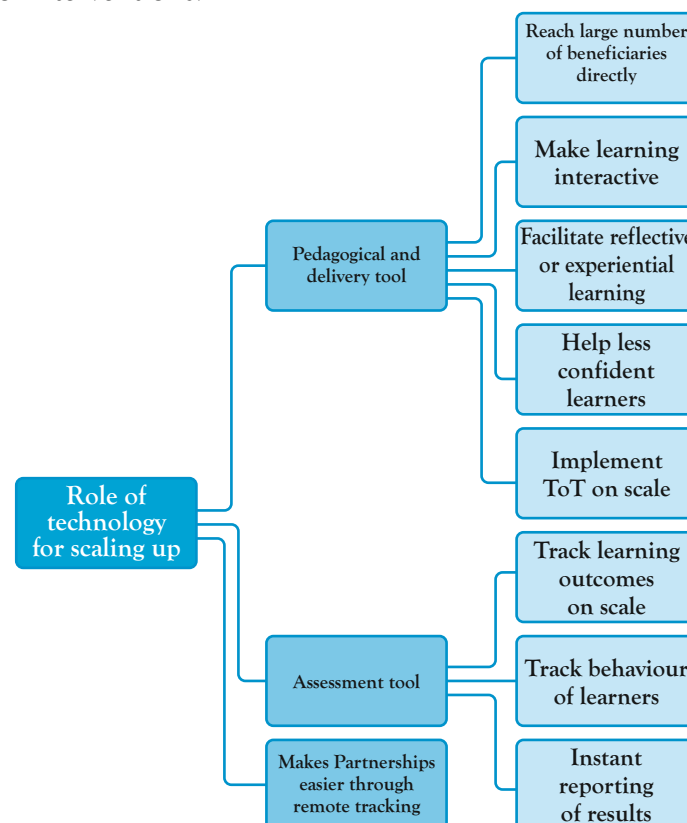 Reach large number
of beneficiaries
directly
Make learning
interactive
Pedagogical and
delivery tool
Facilitate reflective
or experiential
learning
Help less
confident
learners
Implement
ToT on scale
Role of
technology
for scaling up
Track learning
outcomes
on scale
Assessment tool
Track behaviour
of learners
Makes Partnerships
easier through
remote tracking
Instant
reporting
of results